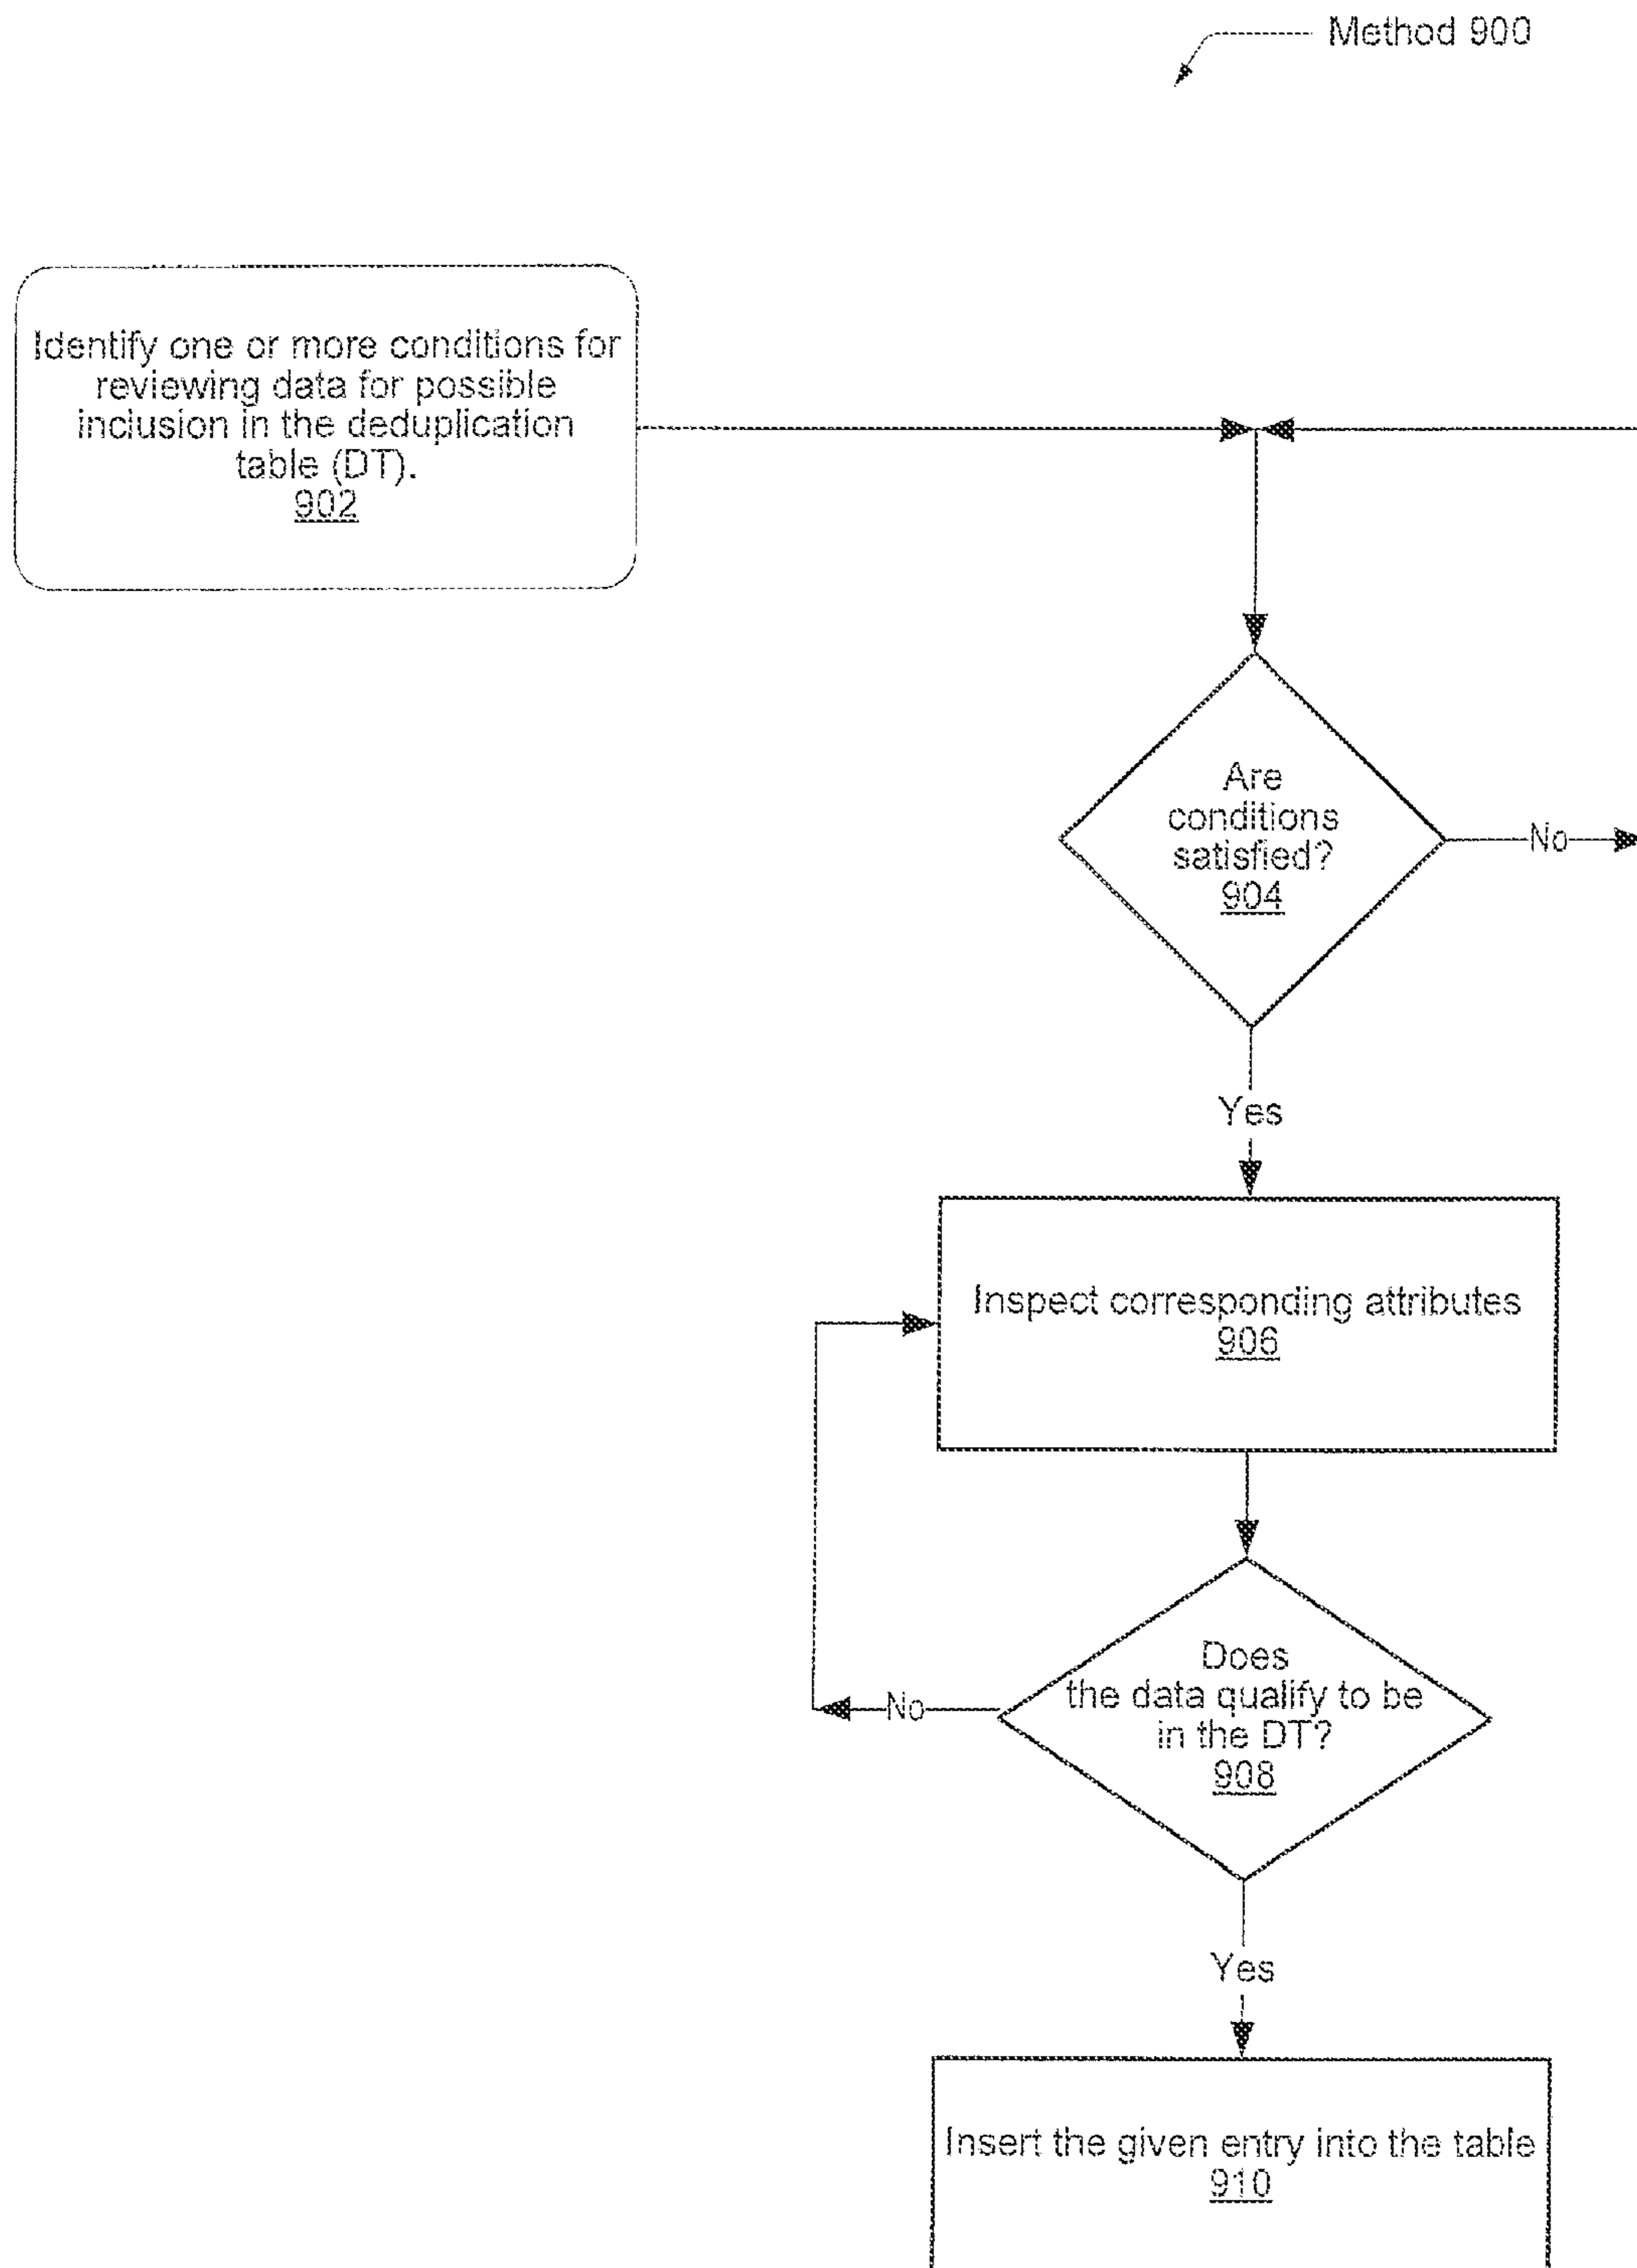 Method 900
Identify one or more conditions for
reviewing data for possible
inclusion in the deduplication
table (DT).
902
Are
conditions
satisfied?
904
No
Yes
Inspect corresponding attributes
906
Does
the data qualify to be
in the DT?
908
No
Yes
Insert the given entry into the table
910